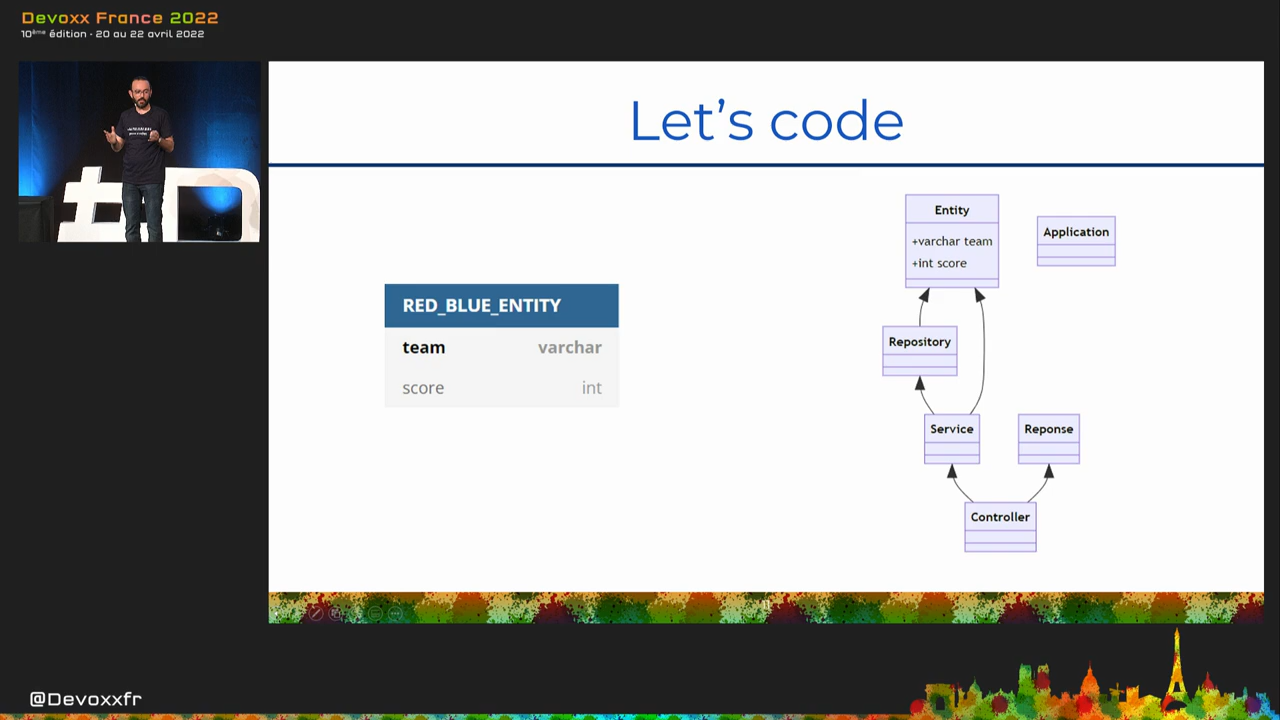 Devoxx France 2022
10ème édition - 20 au 22 avril 2022
Let's code
RED_BLUE_ENTITY
team varchar
score int
Entity
+varchar team
+int score
Application
Repository
Service
Reponse
Controller
11
@Devoxxfr